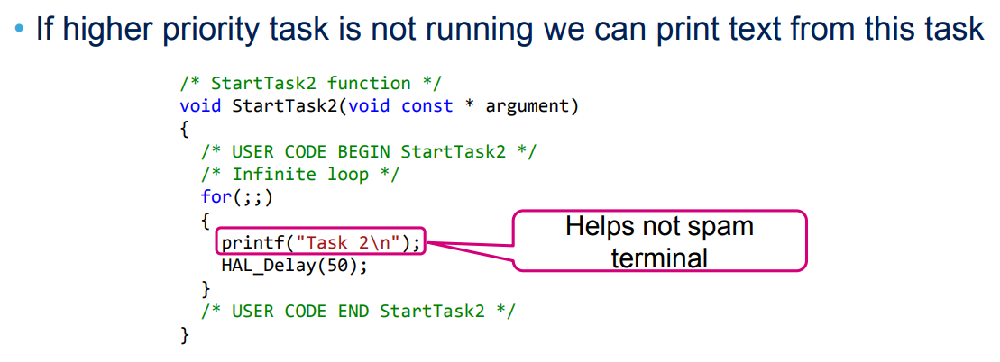 • If higher priority task is not running we can print text from this task
/* StartTask2 function */
void StartTask2(void const * argument)
{
/* USER CODE BEGIN StartTask2 */
/* Infinite loop */
for(;;)
{
printf("Task 2\n");
HAL_Delay(50);
}
/* USER CODE END StartTask2 */
}
Helps not spam
terminal